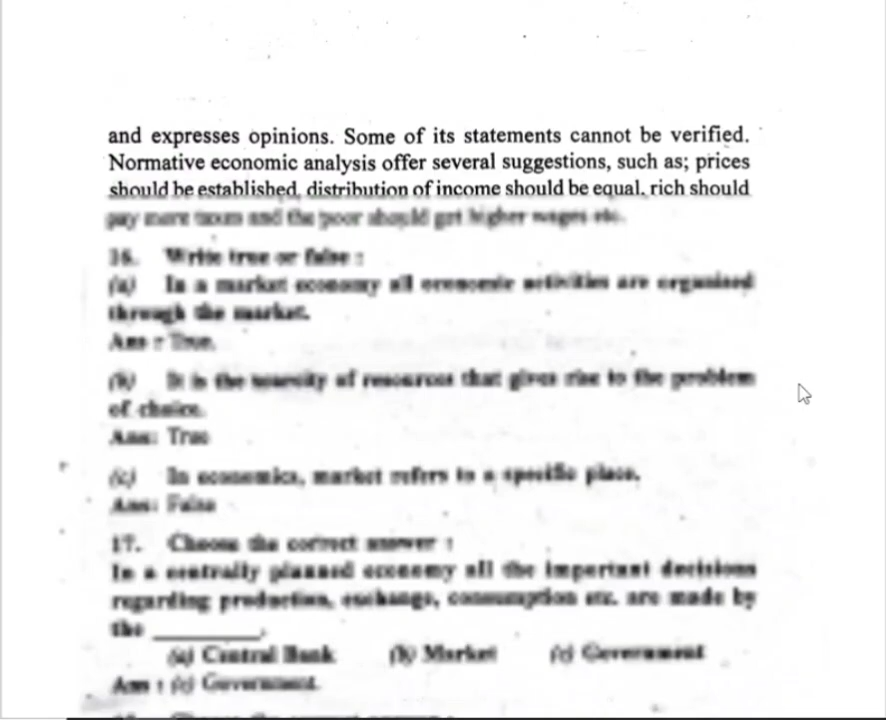 and expresses opinions. Some of its statements cannot be verified.
Normative economic analysis offer several suggestions, such as; prices
should be established, distribution of income should be equal, rich should
pay more taxes and the poor should get higher wages etc.
16. Write true or false :
(a) In a market economy all economic activities are organised
through the market.
Ans : True.
(b) It is the scarcity of resources that gives rise to the problem
of choice.
Ans: True
(c) In economics, market refers to a specific place.
Ans: False
17. Choose the correct answer :
In a centrally planned economy all the important decisions
regarding production, exchange, consumption etc. are made by
the __________.
(a) Central Bank (b) Market (c) Government
Ans : (c) Government.